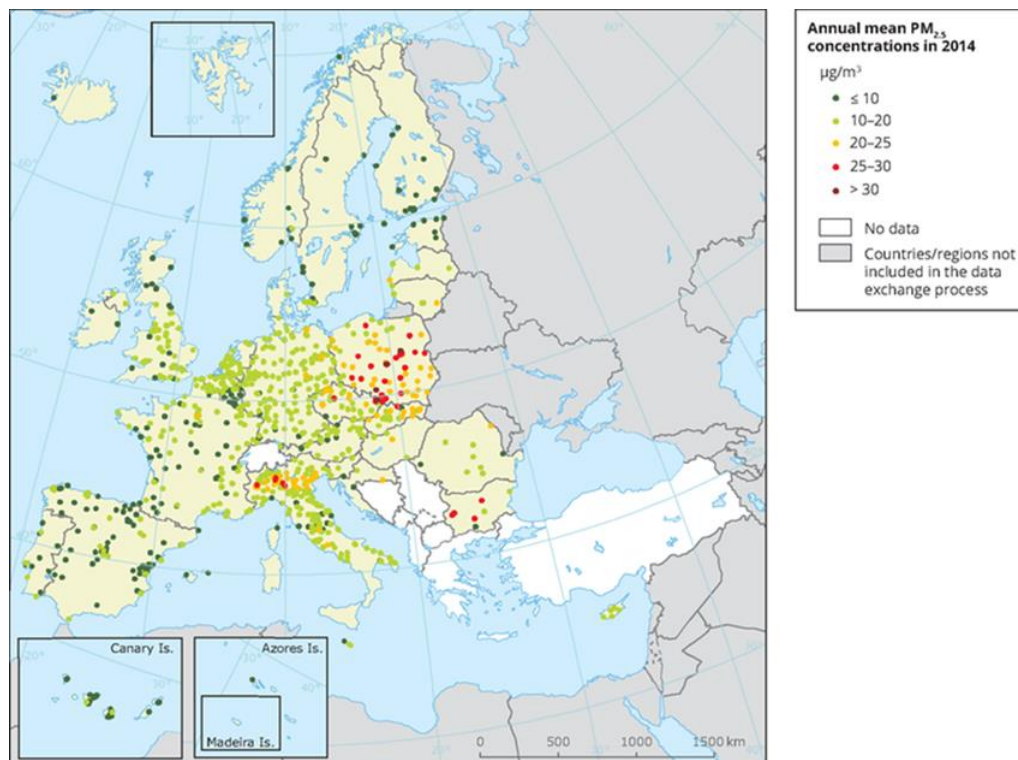 Annual mean PM2.5
concentrations in 2014
µg/m³
≤ 10
10–20
20–25
25–30
> 30
No data
Countries/regions not
included in the data
exchange process
Canary Is.
Azores Is.
Madeira Is.
0 500 1000 1500 km